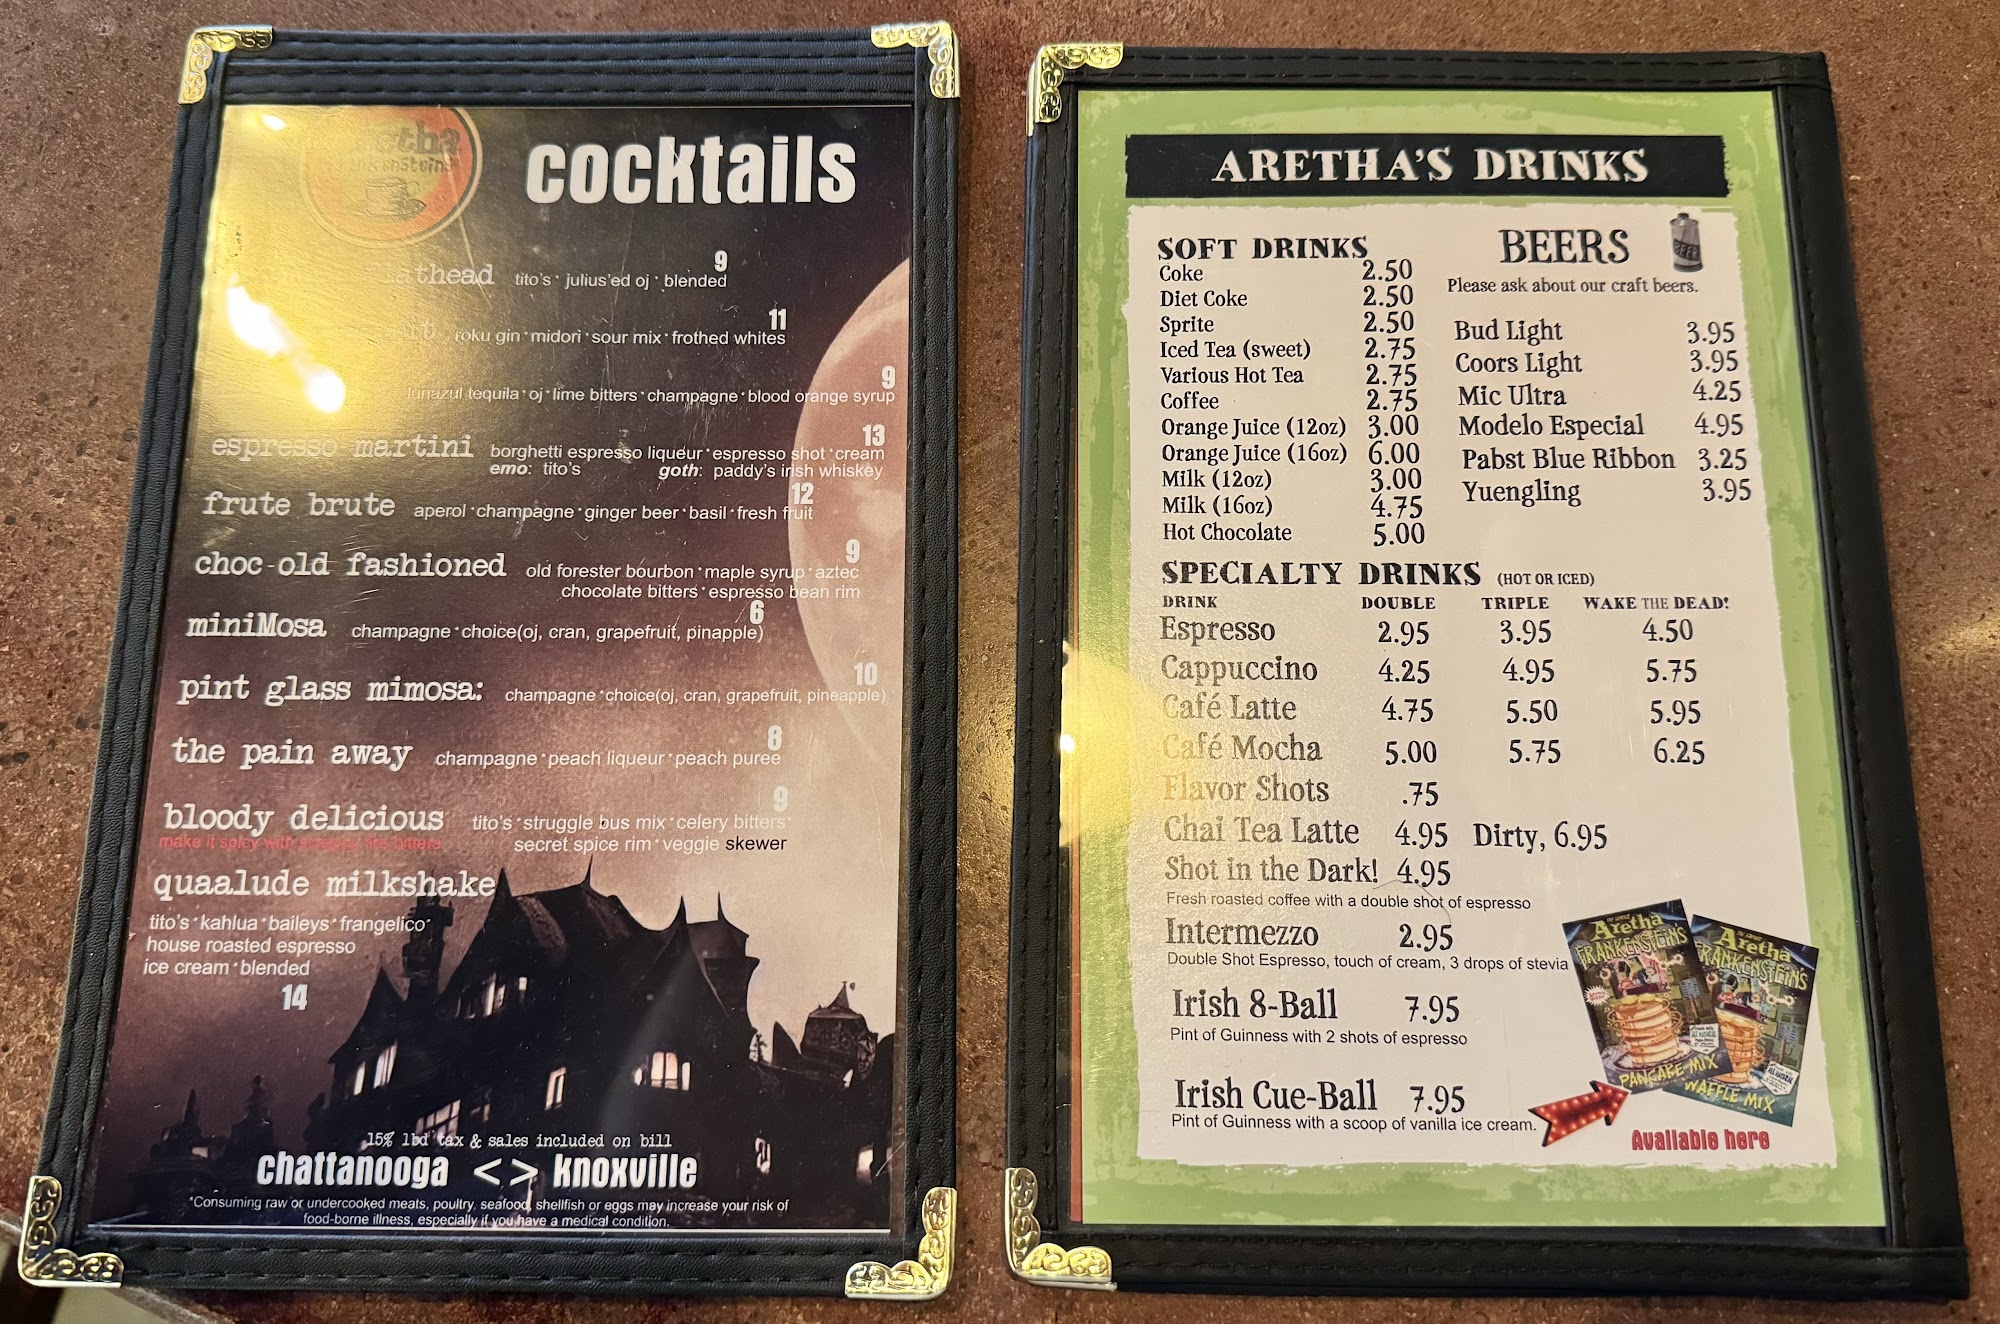 cocktails
9
tito's * julius'ed oj * blended
11
roku gin * midori * sour mix * frothed whites
9
lunazul tequila * oj * lime bitters * champagne * blood orange syrup
13
espresso martini borghetti espresso liqueur * espresso shot * cream
emo: tito's goth: paddy's irish whiskey
12
frute brute aperol * champagne * ginger beer * basil * fresh fruit
9
choc-old fashioned old forester bourbon * maple syrup * aztec
chocolate bitters * espresso bean rim
6
miniMosa champagne * choice(oj, cran, grapefruit, pinapple)
10
pint glass mimosa: champagne * choice(oj, cran, grapefruit, pineapple)
8
the pain away champagne * peach liqueur * peach puree
9
bloody delicious tito's * struggle bus mix * celery bitters*
make it spicy with bitters
secret spice rim * veggie skewer
quaalude milkshake
tito's * kahlua * baileys * frangelico*
house roasted espresso
ice cream * blended
14
15% lbd tax & sales included on bill
chattanooga <> knoxville
*Consuming raw or undercooked meats, poultry, seafood, shellfish or eggs may increase your risk of
food-borne illness, especially if you have a medical condition.
ARETHA'S DRINKS
SOFT DRINKS
Coke 2.50
Diet Coke 2.50
Sprite 2.50
Iced Tea (sweet) 2.75
Various Hot Tea 2.75
Coffee 2.75
Orange Juice (12oz) 3.00
Orange Juice (16oz) 6.00
Milk (12oz) 3.00
Milk (16oz) 4.75
Hot Chocolate 5.00
BEERS
BEER
Please ask about our craft beers.
Bud Light 3.95
Coors Light 3.95
Mic Ultra 4.25
Modelo Especial 4.95
Pabst Blue Ribbon 3.25
Yuengling 3.95
SPECIALTY DRINKS (HOT OR ICED)
DRINK DOUBLE TRIPLE WAKE THE DEAD!
Espresso 2.95 3.95 4.50
Cappuccino 4.25 4.95 5.75
Café Latte 4.75 5.50 5.95
Café Mocha 5.00 5.75 6.25
Flavor Shots .75
Chai Tea Latte 4.95 Dirty, 6.95
Shot in the Dark! 4.95
Fresh roasted coffee with a double shot of espresso
Intermezzo 2.95
Double Shot Espresso, touch of cream, 3 drops of stevia
Irish 8-Ball 7.95
Pint of Guinness with 2 shots of espresso
Irish Cue-Ball 7.95
Pint of Guinness with a scoop of vanilla ice cream.
Aretha
FRANKENSTEIN'S
PANCAKE MIX
Aretha
FRANKENSTEIN'S
WAFFLE MIX
Available here